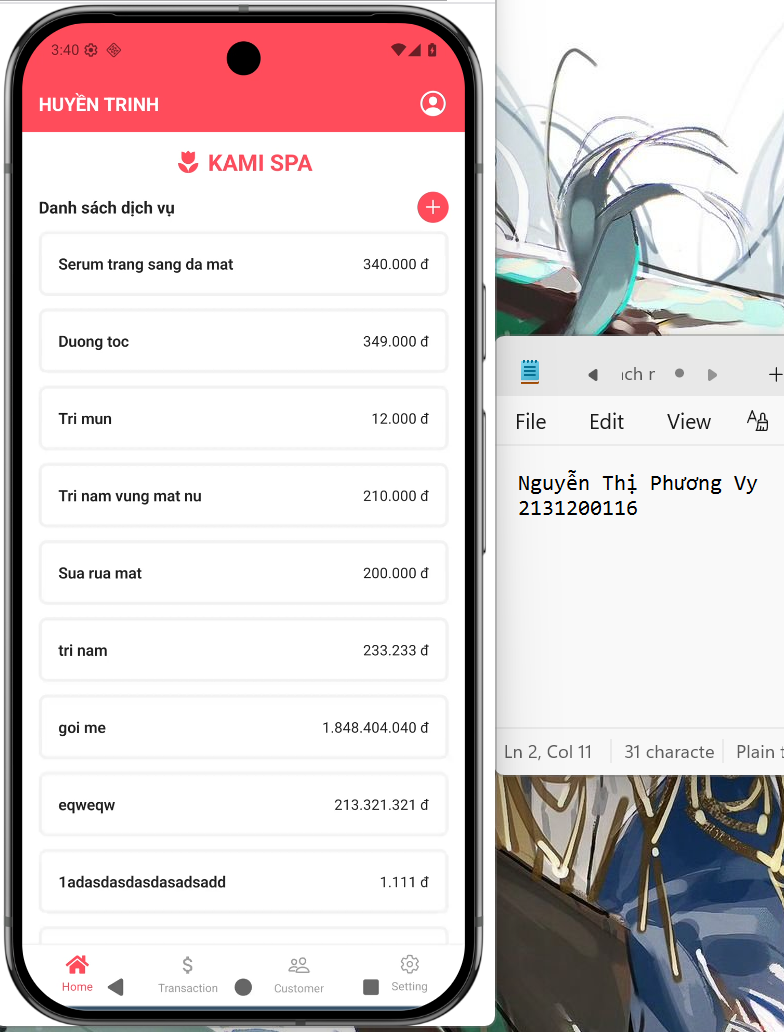 3:40
HUYỀN TRINH
KAMI SPA
Danh sách dịch vụ
Serum trang sang da mat 340.000 đ
Duong toc 349.000 đ
Tri mun 12.000 đ
Tri nam vung mat nu 210.000 đ
Sua rua mat 200.000 đ
tri nam 233.233 đ
goi me 1.848.404.040 đ
eqweqw 213.321.321 đ
1adasdasdasdasadsadd 1.111 đ
Home Transaction Customer Setting
File Edit View
Nguyễn Thị Phương Vy
2131200116
Ln 2, Col 11 31 characte Plain